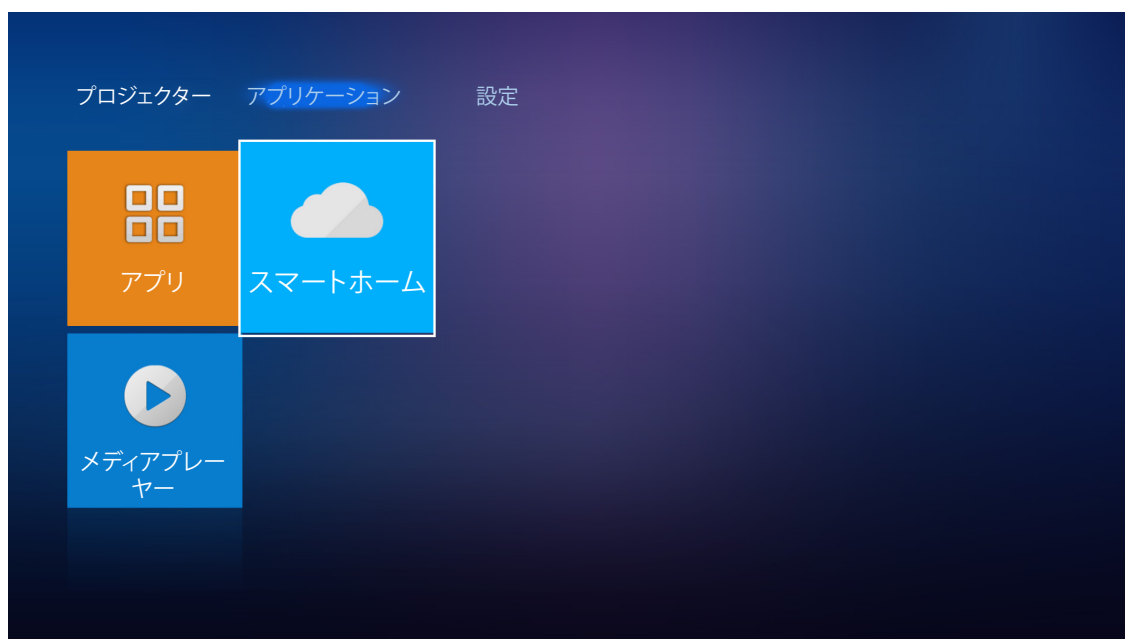 プロジェクター アプリケーション 設定
アプリ
スマートホーム
メディアプレー
ヤー